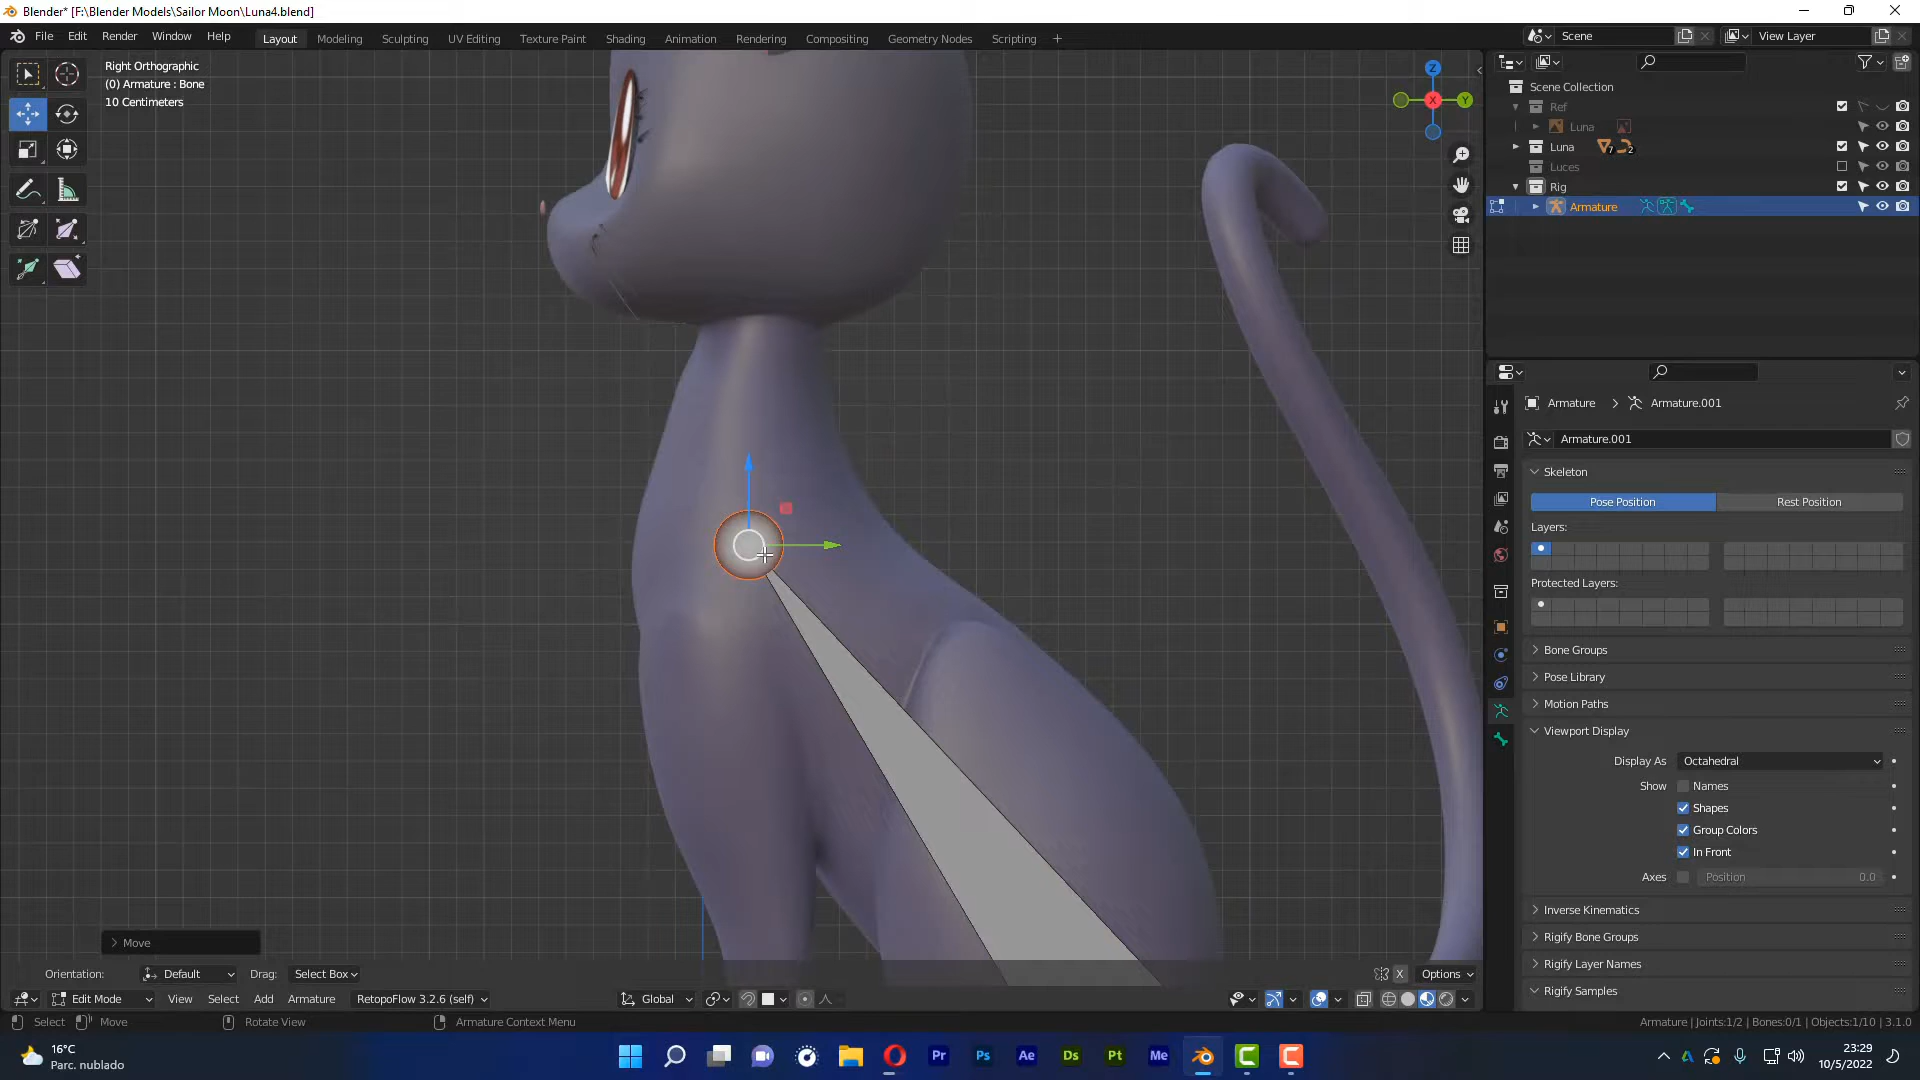 Blender* [F:\Blender Models\Sailor Moon\Luna4.blend]
File Edit Render Window Help Layout Modeling Sculpting UV Editing Texture Paint Shading Animation Rendering Compositing Geometry Nodes Scripting + Scene View Layer
Right Orthographic
(0) Armature : Bone
10 Centimeters
Z
X
Y
Scene Collection
Ref
Luna
Luna 7 2
Luces
Rig
Armature
Armature > Armature.001
Armature.001
Skeleton
Pose Position Rest Position
Layers:
Protected Layers:
Bone Groups
Pose Library
Motion Paths
Viewport Display
Display As Octahedral
Show Names
Shapes
Group Colors
In Front
Axes Position 0.0
Inverse Kinematics
Rigify Bone Groups
Rigify Layer Names
Rigify Samples
Move
Orientation: Default Drag: Select Box X Options
Edit Mode View Select Add Armature RetopoFlow 3.2.6 (self) Global
Select Move Rotate View Armature Context Menu Armature | Joints:1/2 | Bones:0/1 | Objects:1/10 | 3.1.0
16°C
Parc. nublado
Pr Ps Ae Ds Pt Me
23:29
10/5/2022